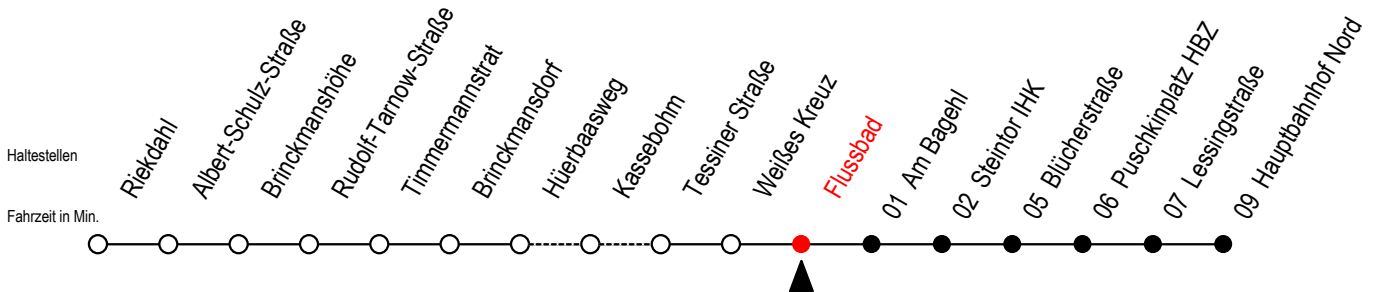 Haltestellen
Fahrzeit in Min.
Riekdahl
Albert-Schulz-Straße
Brinckmanshöhe
Rudolf-Tarnow-Straße
Timmermannstrat
Brinckmansdorf
Hüerbaasweg
Kassebohm
Tessiner Straße
Weißes Kreuz
Flussbad
01 Am Bagehl
02 Steintor IHK
05 Blücherstraße
06 Puschkinplatz HBZ
07 Lessingstraße
09 Hauptbahnhof Nord